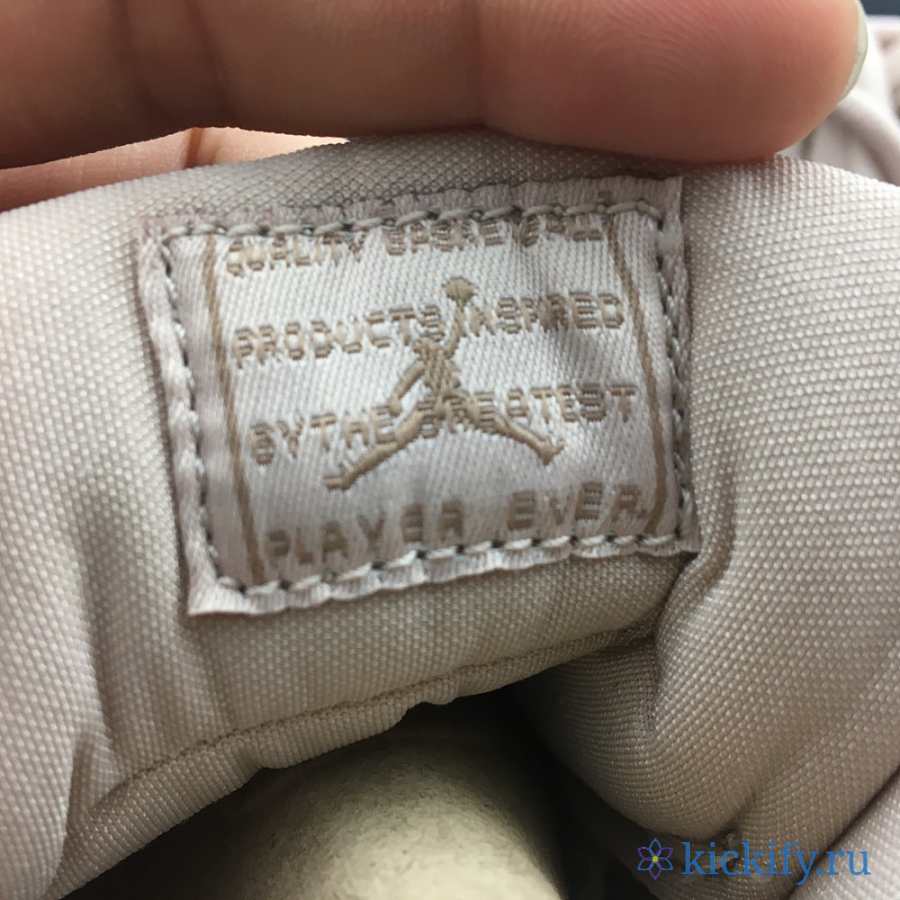 QUALITY BASKETBALL
PRODUCTS INSPIRED
BY THE GREATEST
PLAYER EVER.
kickify.ru